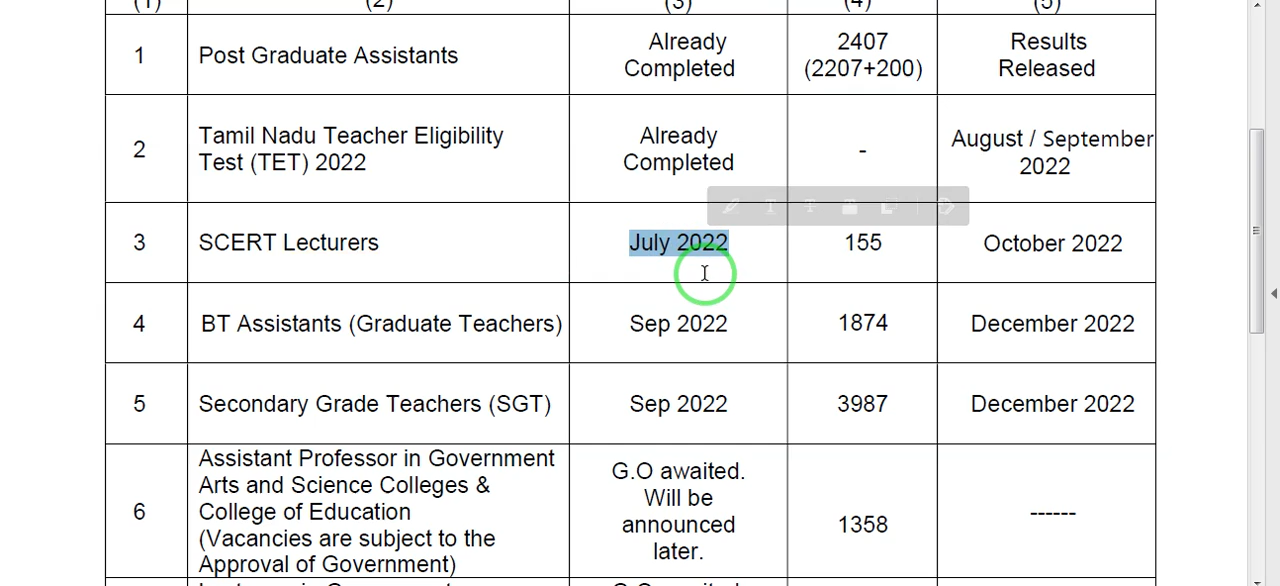 (1) (2) (3) (4) (5)
1 Post Graduate Assistants Already Completed 2407 (2207+200) Results Released
2 Tamil Nadu Teacher Eligibility Test (TET) 2022 Already Completed - August / September 2022
3 SCERT Lecturers July 2022 155 October 2022
4 BT Assistants (Graduate Teachers) Sep 2022 1874 December 2022
5 Secondary Grade Teachers (SGT) Sep 2022 3987 December 2022
6 Assistant Professor in Government Arts and Science Colleges & College of Education (Vacancies are subject to the Approval of Government) G.O awaited. Will be announced later. 1358 ------